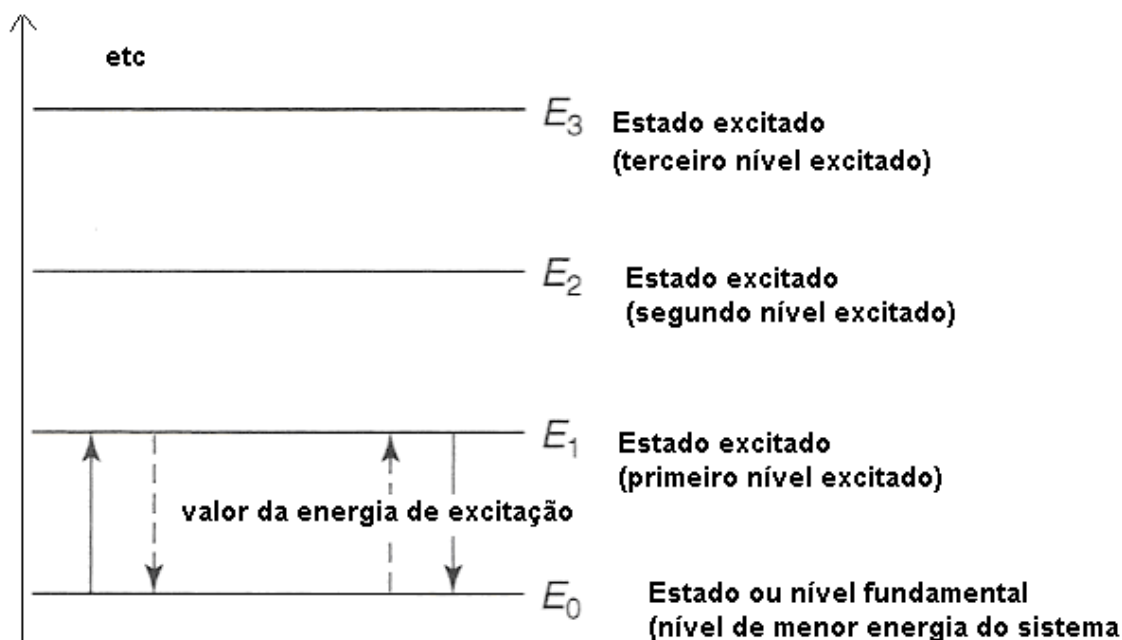 etc
E3 Estado excitado
(terceiro nível excitado)
E2 Estado excitado
(segundo nível excitado)
E1 Estado excitado
(primeiro nível excitado)
valor da energia de excitação
E0 Estado ou nível fundamental
(nível de menor energia do sistema